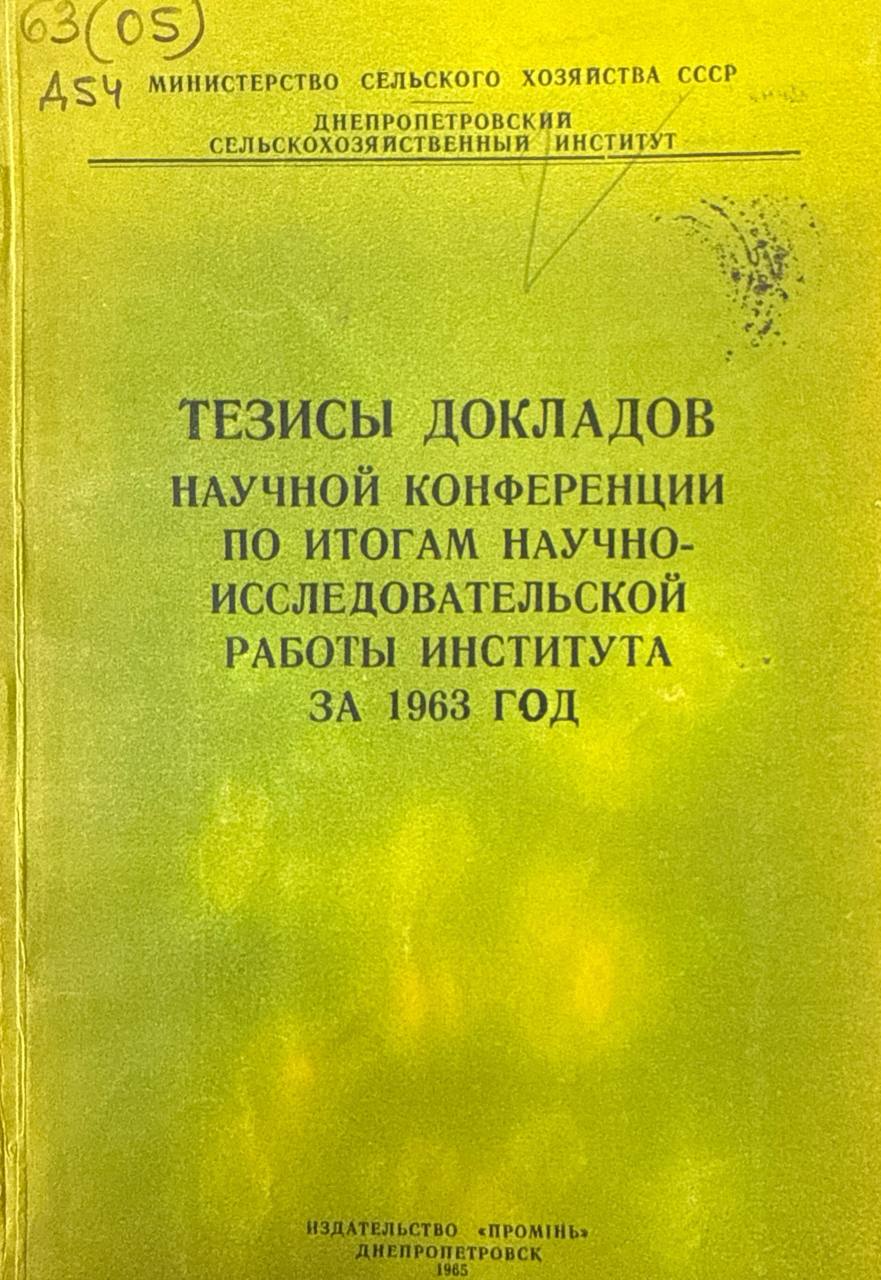 63(05)
Д54
МИНИСТЕРСТВО СЕЛЬСКОГО ХОЗЯЙСТВА СССР
ДНЕПРОПЕТРОВСКИЙ
СЕЛЬСКОХОЗЯЙСТВЕННЫЙ ИНСТИТУТ
ТЕЗИСЫ ДОКЛАДОВ
НАУЧНОЙ КОНФЕРЕНЦИИ
ПО ИТОГАМ НАУЧНО-
ИССЛЕДОВАТЕЛЬСКОЙ
РАБОТЫ ИНСТИТУТА
ЗА 1963 ГОД
ИЗДАТЕЛЬСТВО «ПРОМІНЬ»
ДНЕПРОПЕТРОВСК
1965